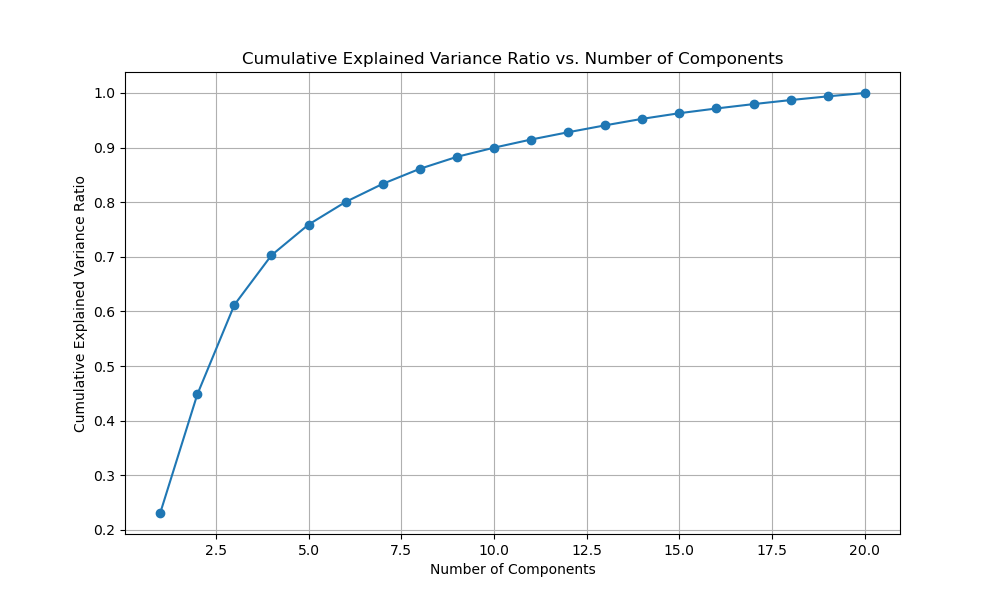 Cumulative Explained Variance Ratio vs. Number of Components
Cumulative Explained Variance Ratio
1.0
0.9
0.8
0.7
0.6
0.5
0.4
0.3
0.2
2.5 5.0 7.5 10.0 12.5 15.0 17.5 20.0
Number of Components